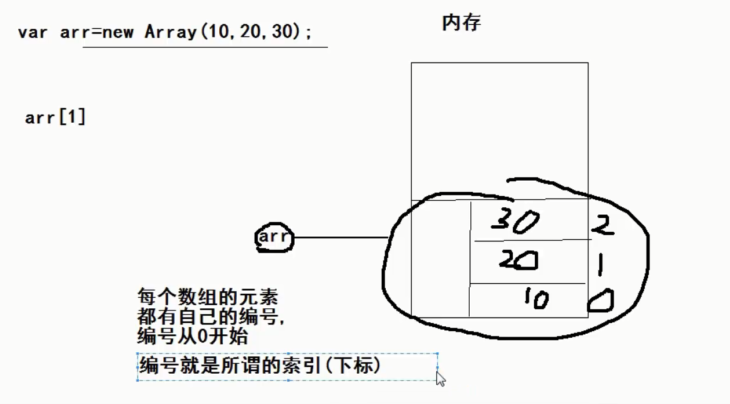 var arr=new Array(10,20,30);
内存
arr[1]
30 2
arr
20 1
10 0
每个数组的元素
都有自己的编号,
编号从0开始
编号就是所谓的索引(下标)